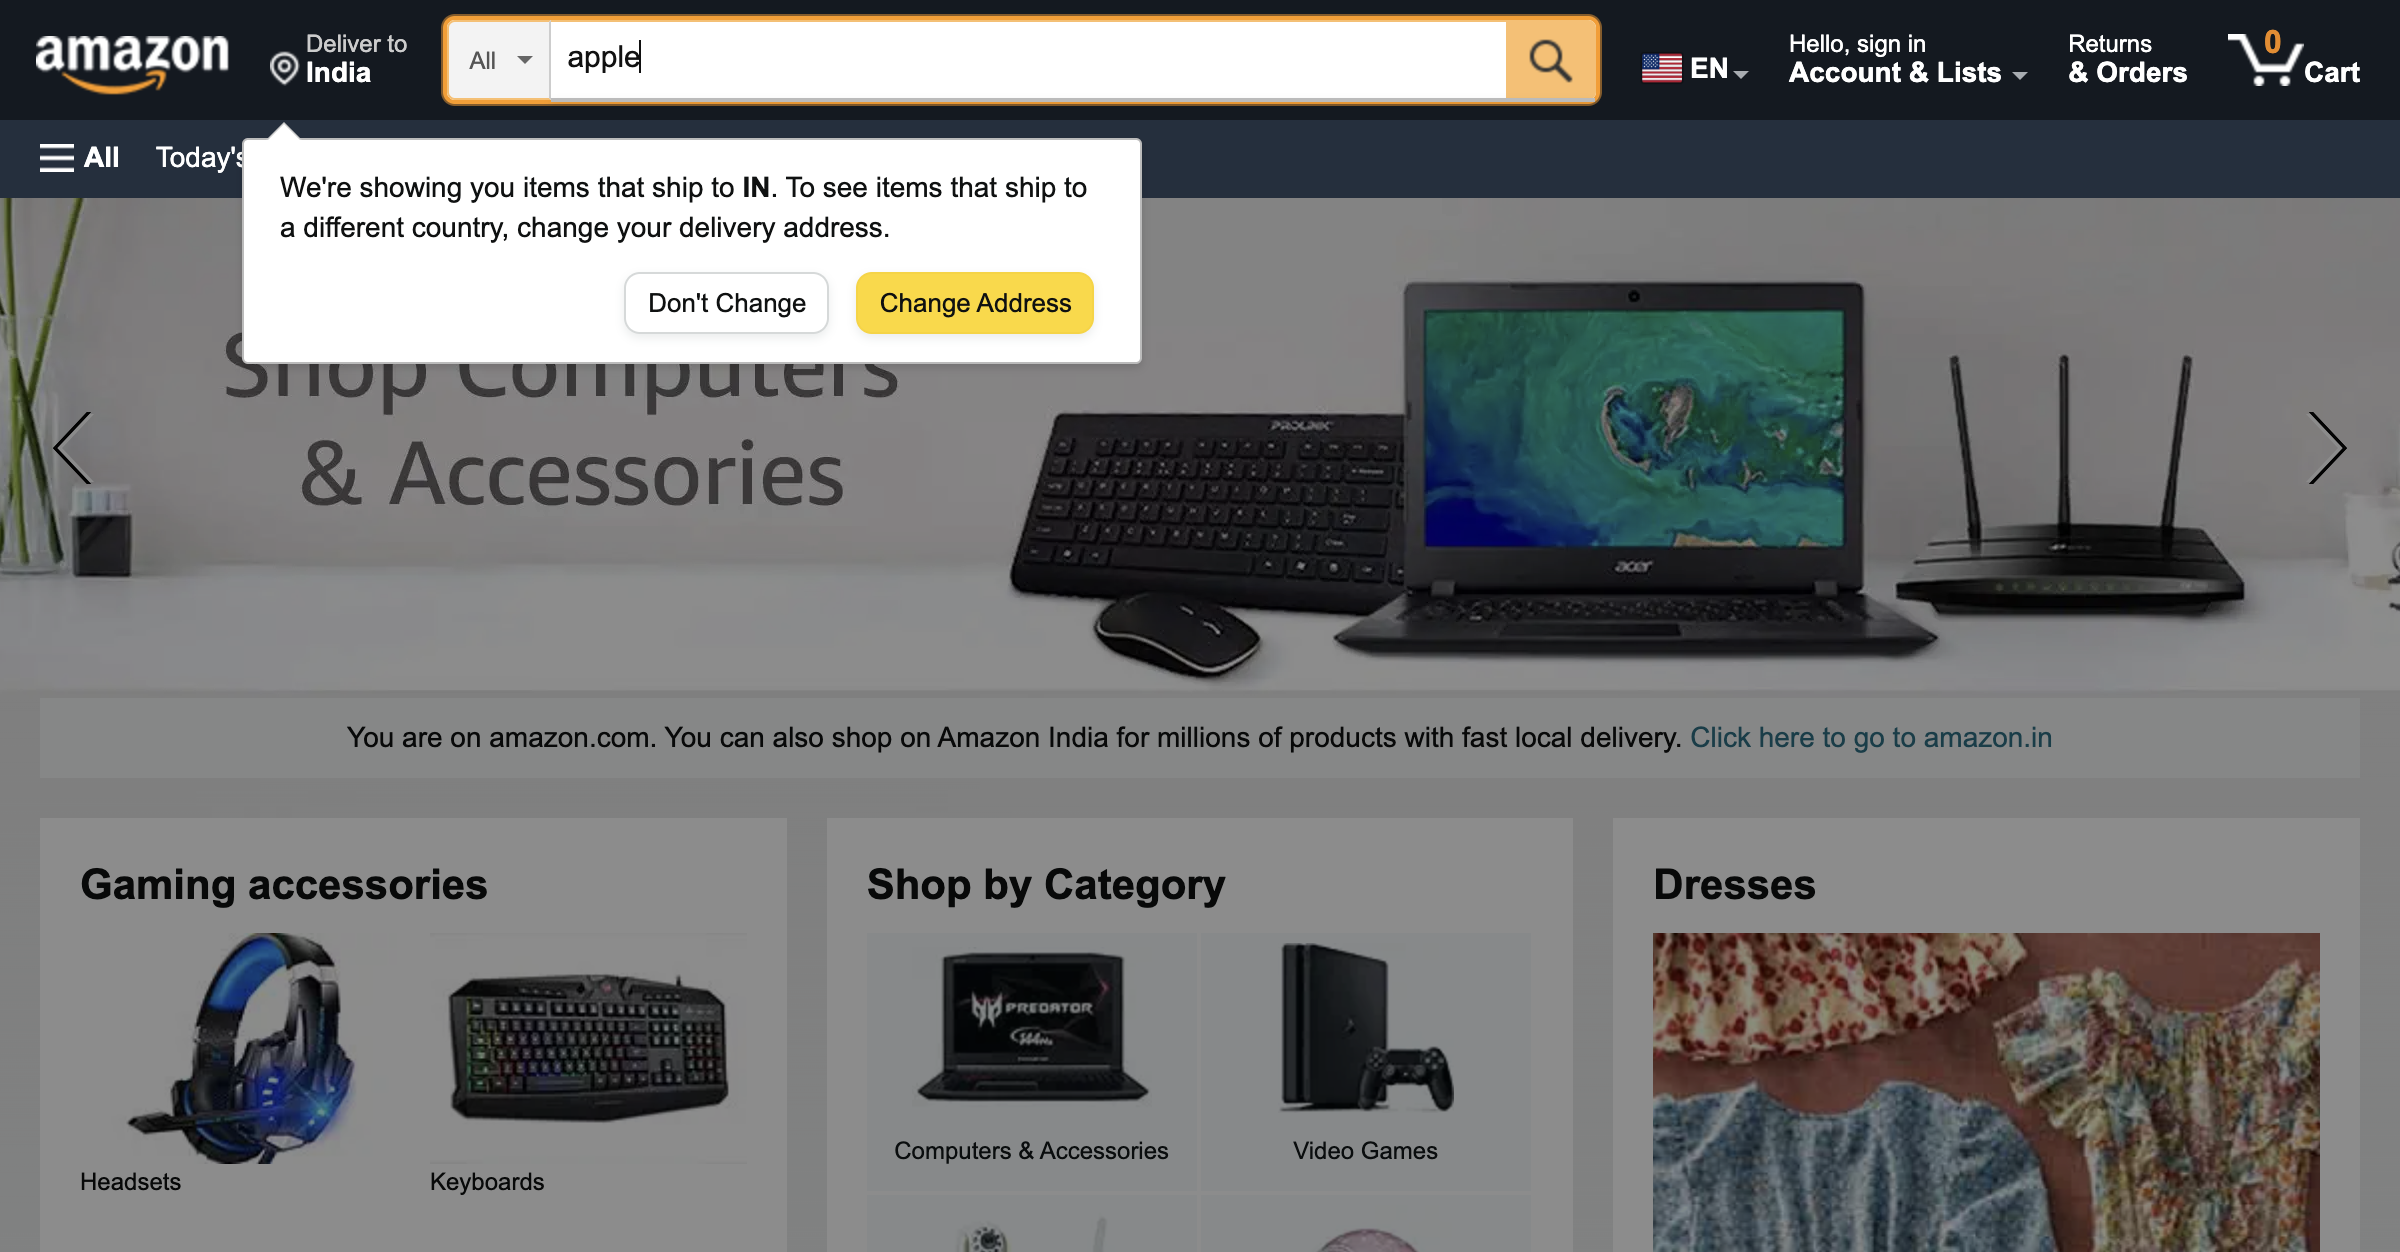 amazon
Deliver to
India
All
apple
EN
Hello, sign in
Account & Lists
Returns
& Orders
0
Cart
All
Today's
We're showing you items that ship to IN. To see items that ship to
a different country, change your delivery address.
Don't Change
Change Address
Shop Computers
& Accessories
PROLINK
acer
You are on amazon.com. You can also shop on Amazon India for millions of products with fast local delivery. Click here to go to amazon.in
Gaming accessories
Headsets
Keyboards
Shop by Category
PREDATOR
Computers & Accessories
Video Games
Dresses